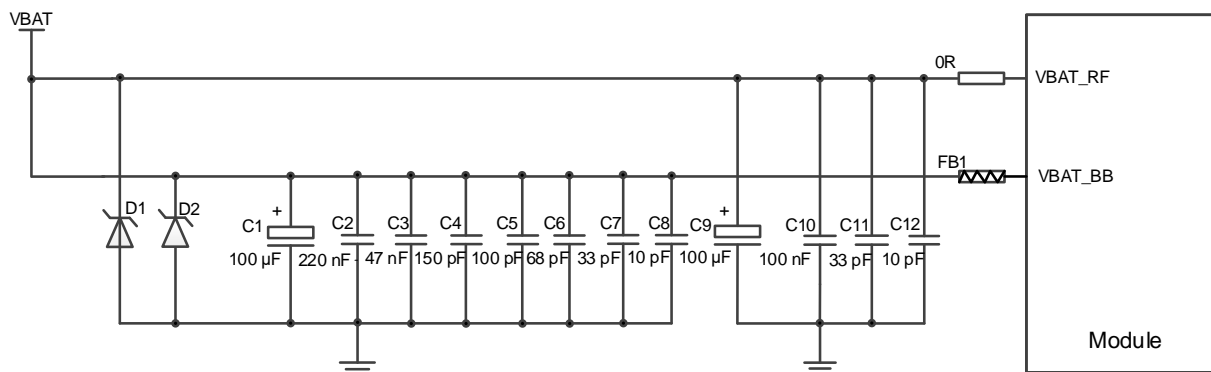 VBAT
0R
VBAT_RF
FB1
VBAT_BB
D1 D2 + C1 C2 C3 C4 C5 C6 C7 C8 C9 + C10 C11 C12
100 µF 220 nF 47 nF 150 pF 100 pF 68 pF 33 pF 10 pF 100 µF 100 nF 33 pF 10 pF
Module